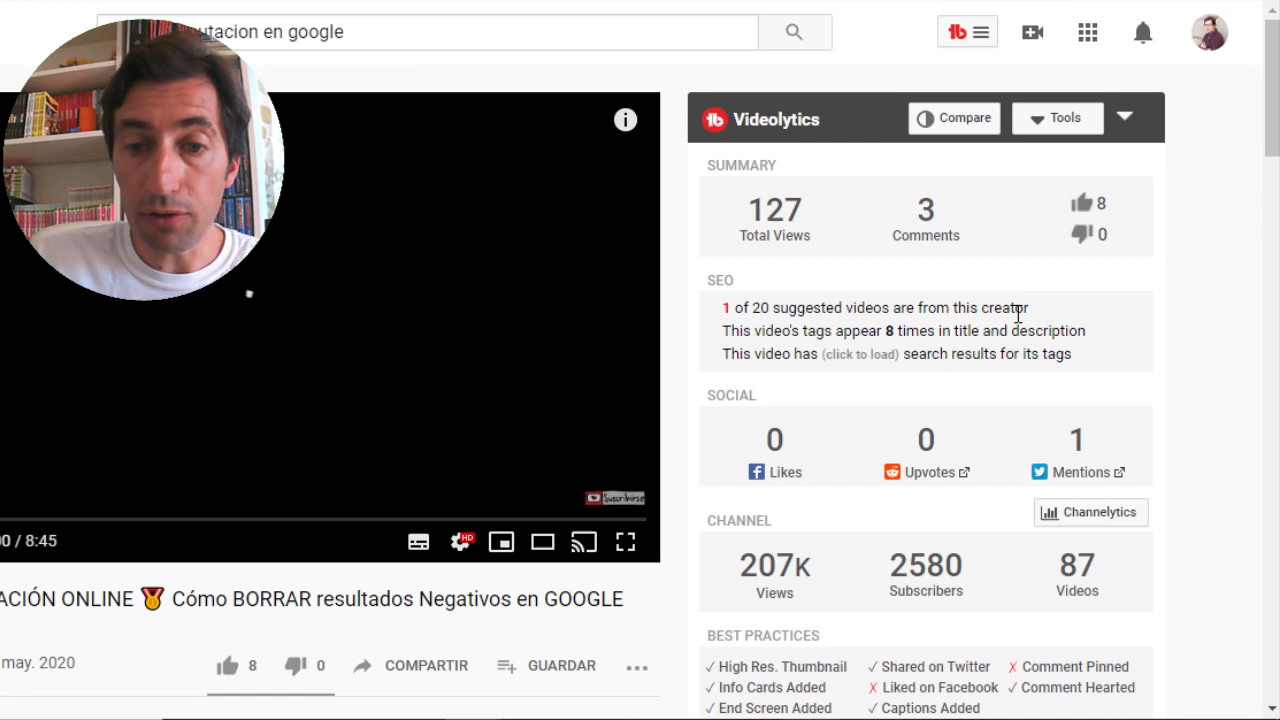 utacion en google
Videolytics
Compare
Tools
SUMMARY
127
Total Views
3
Comments
8
0
SEO
1 of 20 suggested videos are from this creator
This video's tags appear 8 times in title and description
This video has (click to load) search results for its tags
SOCIAL
0
Likes
0
Upvotes
1
Mentions
Suscribirse
CHANNEL
Channelytics
HD
00 / 8:45
207K
Views
2580
Subscribers
87
Videos
ACIÓN ONLINE 🏅 Cómo BORRAR resultados Negativos en GOOGLE
BEST PRACTICES
may. 2020
8
0
COMPARTIR
GUARDAR
✓ High Res. Thumbnail
✓ Shared on Twitter
✗ Comment Pinned
✓ Info Cards Added
✗ Liked on Facebook
✓ Comment Hearted
✓ End Screen Added
✓ Captions Added